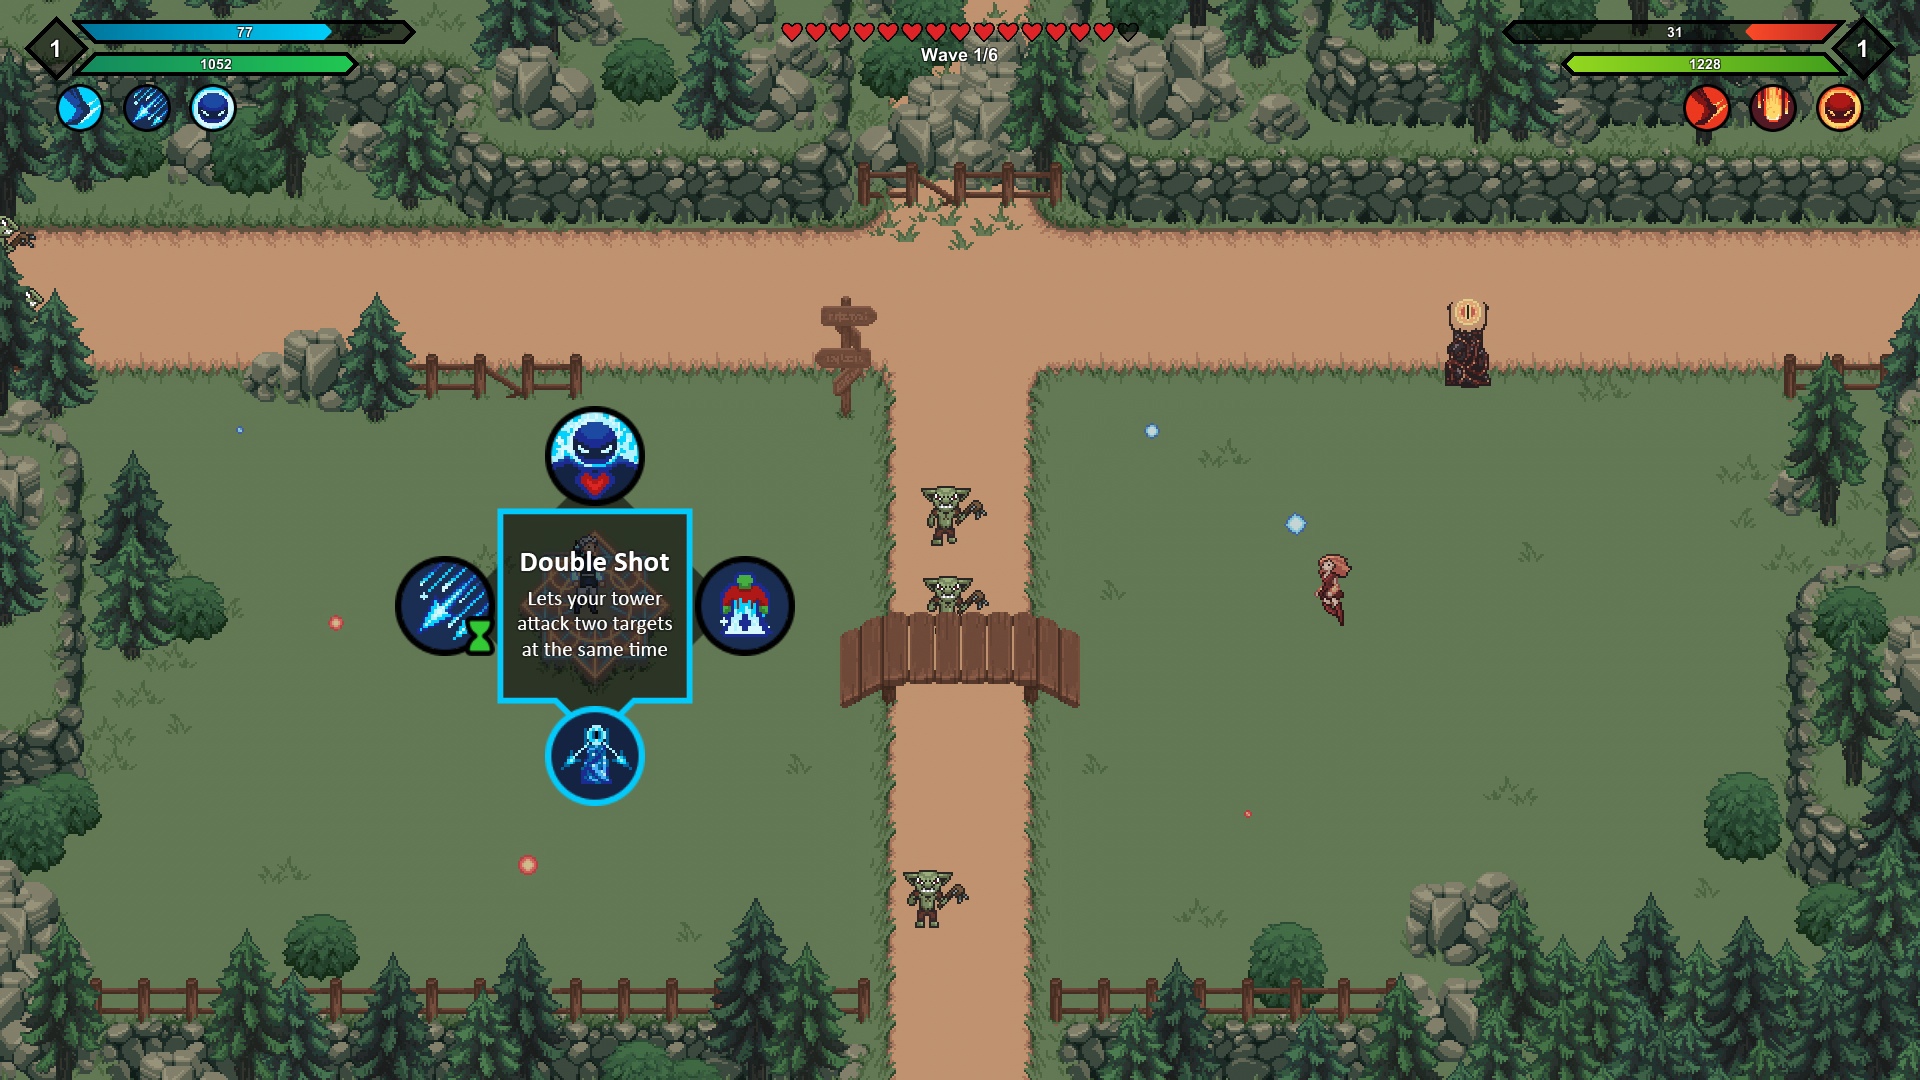 1
77
1052
Wave 1/6
31
1228
1
Double Shot
Lets your tower
attack two targets
at the same time